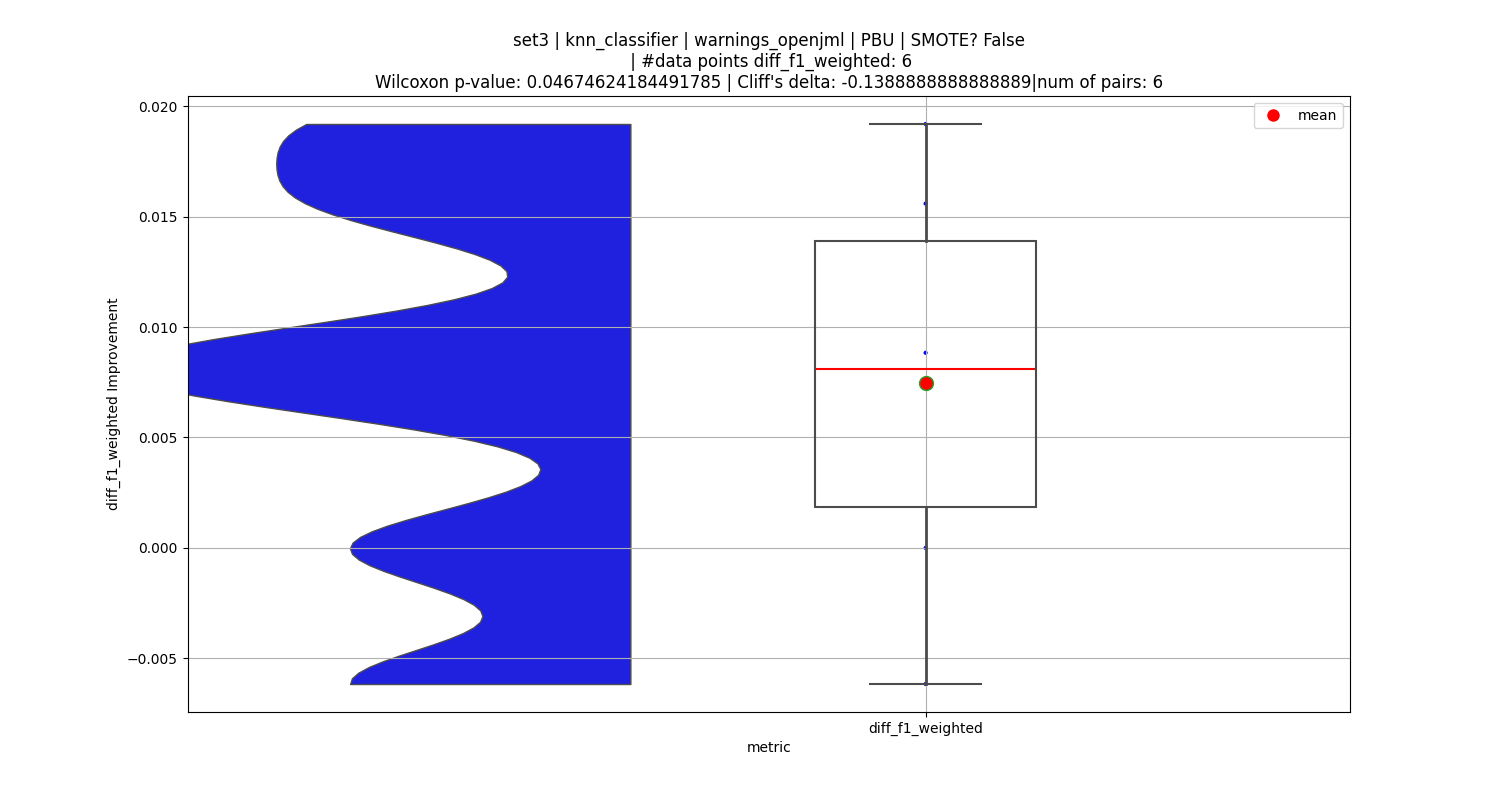 set3 | knn_classifier | warnings_openjml | PBU | SMOTE? False
| #data points diff_f1_weighted: 6
Wilcoxon p-value: 0.04674624184491785 | Cliff's delta: -0.1388888888888889|num of pairs: 6
mean
0.020
0.015
0.010
0.005
0.000
−0.005
diff_f1_weighted Improvement
diff_f1_weighted
metric